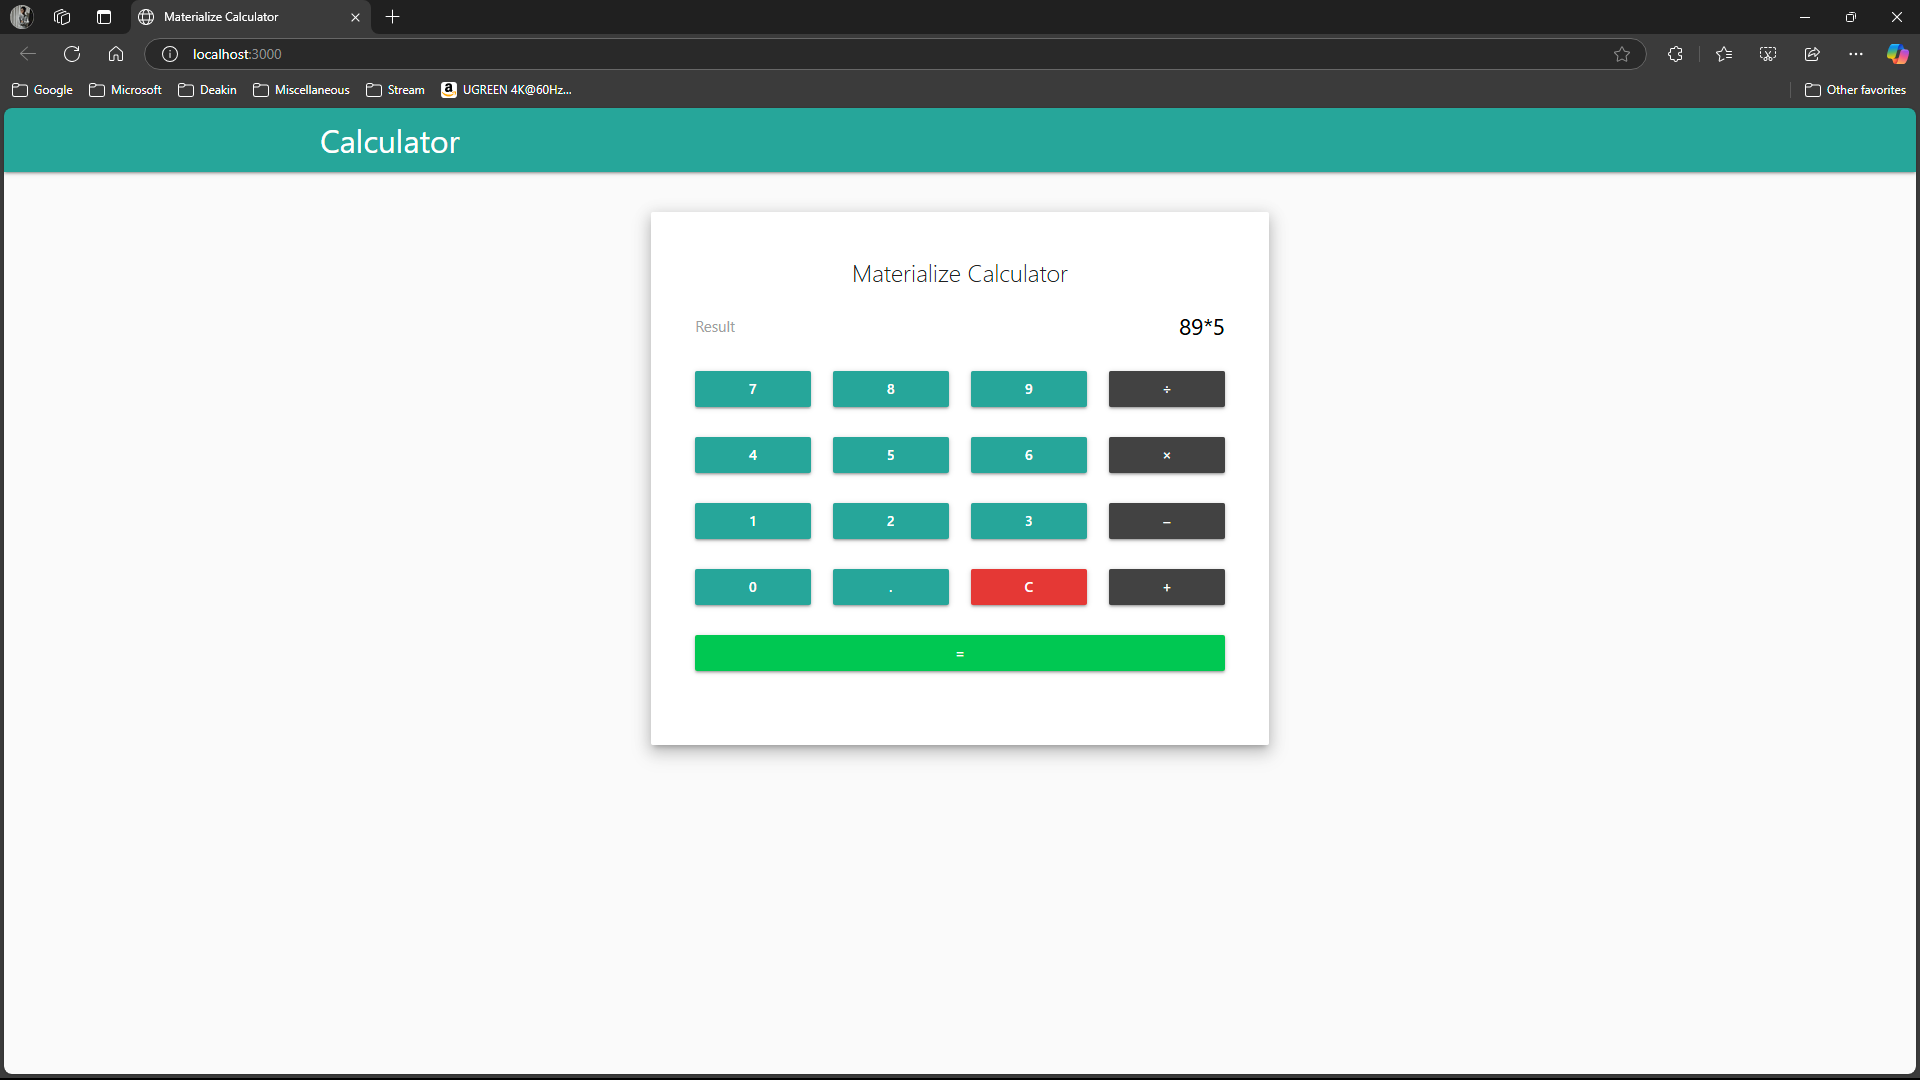 Materialize Calculator
localhost:3000
Google Microsoft Deakin Miscellaneous Stream UGREEN 4K@60Hz... Other favorites
Calculator
Materialize Calculator
Result 89*5
7 8 9 ÷
4 5 6 ×
1 2 3 −
0 . C +
=